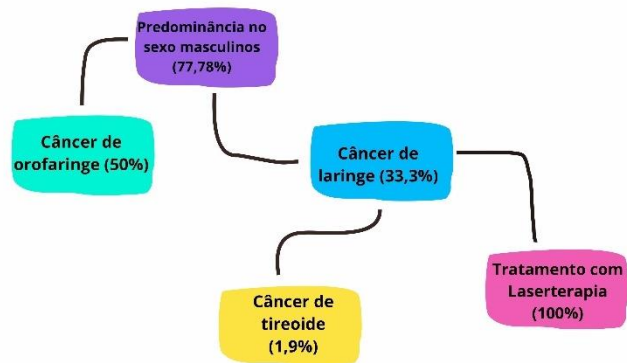 Predominância no
sexo masculinos
(77,78%)
Câncer de
orofaringe (50%)
Câncer de
laringe (33,3%)
Tratamento com
Laserterapia
(100%)
Câncer de
tireoide
(1,9%)